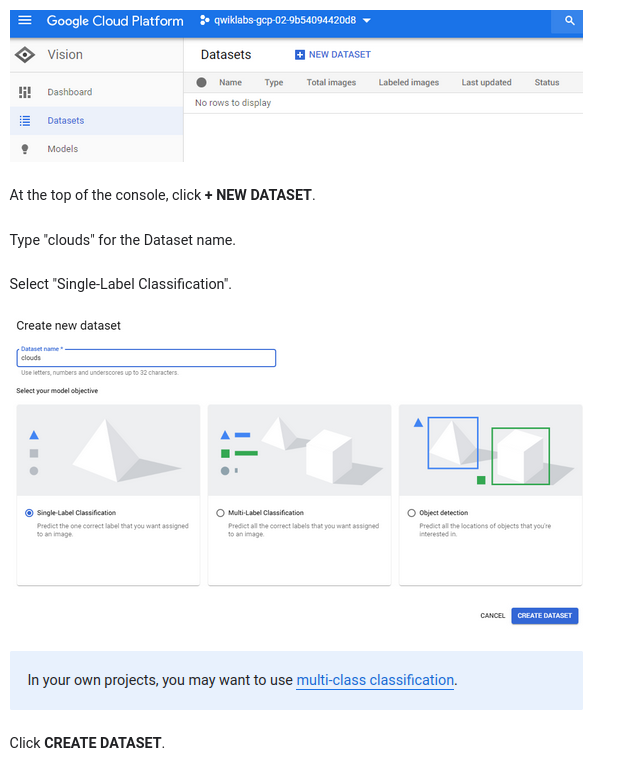 Google Cloud Platform qwiklabs-gcp-02-9b54094420d8
Vision Datasets NEW DATASET
Name Type Total images Labeled images Last updated Status
Dashboard
No rows to display
Datasets
Models
At the top of the console, click + NEW DATASET.
Type "clouds" for the Dataset name.
Select "Single-Label Classification".
Create new dataset
Dataset name *
clouds
Use letters, numbers and underscores up to 32 characters.
Select your model objective
Single-Label Classification
Predict the one correct label that you want assigned
to an image.
Multi-Label Classification
Predict all the correct labels that you want assigned
to an image.
Object detection
Predict all the locations of objects that you're
interested in.
CANCEL CREATE DATASET
In your own projects, you may want to use multi-class classification.
Click CREATE DATASET.